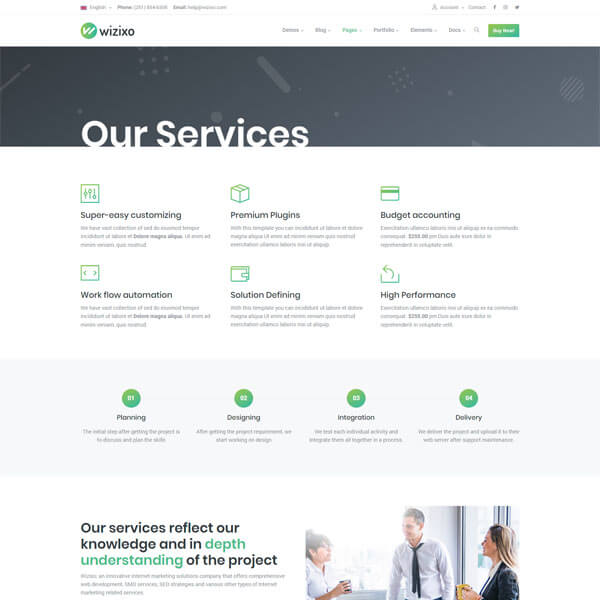 English Phone: (251) 854-6308 Email: help@wizixo.com Account Contact
wizixo Demos Blog Pages Portfolio Elements Docs Buy Now!
Our Services
Super-easy customizing
We have vast collection of sed do eiusmod tempor
incididunt ut labore et Dolore magna aliqua. Ut enim ad
minim veniam, quis nostrud.
Premium Plugins
With this template you can incididunt ut labore et dolore
magna aliqua Ut enim ad minim veniam quis nostrud
exercitation ullamco laboris nisi ut aliquip.
Budget accounting
Exercitation ullamco laboris nisi ut aliquip ex ea commodo
consequat. $255.00 pm Duis aute irure dolor in
reprehenderit in voluptate velit.
Work flow automation
We have vast collection of sed do eiusmod tempor
incididunt ut labore et Dolore magna aliqua. Ut enim ad
minim veniam, quis nostrud.
Solution Defining
With this template you can incididunt ut labore et dolore
magna aliqua Ut enim ad minim veniam quis nostrud
exercitation ullamco laboris nisi ut aliquip.
High Performance
Exercitation ullamco laboris nisi ut aliquip ex ea commodo
consequat. $255.00 pm Duis aute irure dolor in
reprehenderit in voluptate velit.
01
Planning
The initial step after getting the project is
to discuss and plan the skills.
02
Designing
After getting the project requirement, we
start working on design.
03
Integration
We test each individual activity and
integrate them all together in a process.
04
Delivery
We deliver the project and upload it to their
web server after support maintenance.
Our services reflect our
knowledge and in depth
understanding of the project
Wizixo, an innovative internet marketing solutions company that offers comprehensive
web development, SMO services, SEO strategies and various other types of Internet
marketing related services.